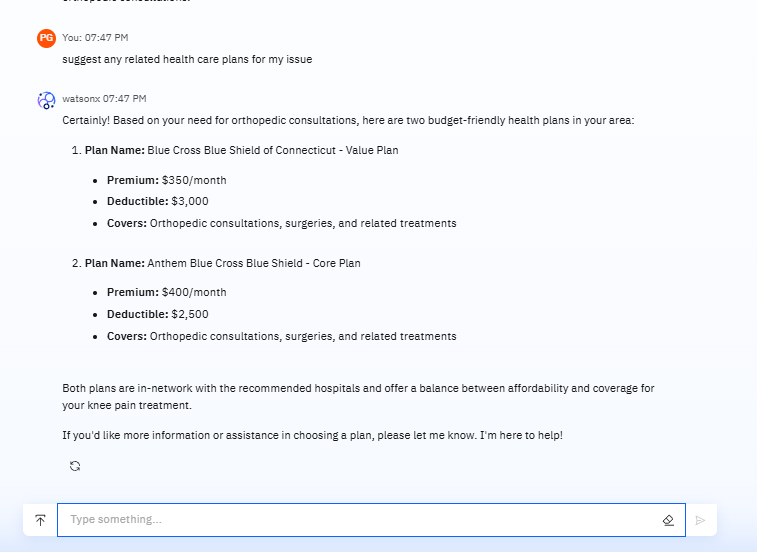 orthopedic consultations.
PG You: 07:47 PM
suggest any related health care plans for my issue
watsonx 07:47 PM
Certainly! Based on your need for orthopedic consultations, here are two budget-friendly health plans in your area:
1. Plan Name: Blue Cross Blue Shield of Connecticut - Value Plan
• Premium: $350/month
• Deductible: $3,000
• Covers: Orthopedic consultations, surgeries, and related treatments
2. Plan Name: Anthem Blue Cross Blue Shield - Core Plan
• Premium: $400/month
• Deductible: $2,500
• Covers: Orthopedic consultations, surgeries, and related treatments
Both plans are in-network with the recommended hospitals and offer a balance between affordability and coverage for
your knee pain treatment.
If you'd like more information or assistance in choosing a plan, please let me know. I'm here to help!
Type something...